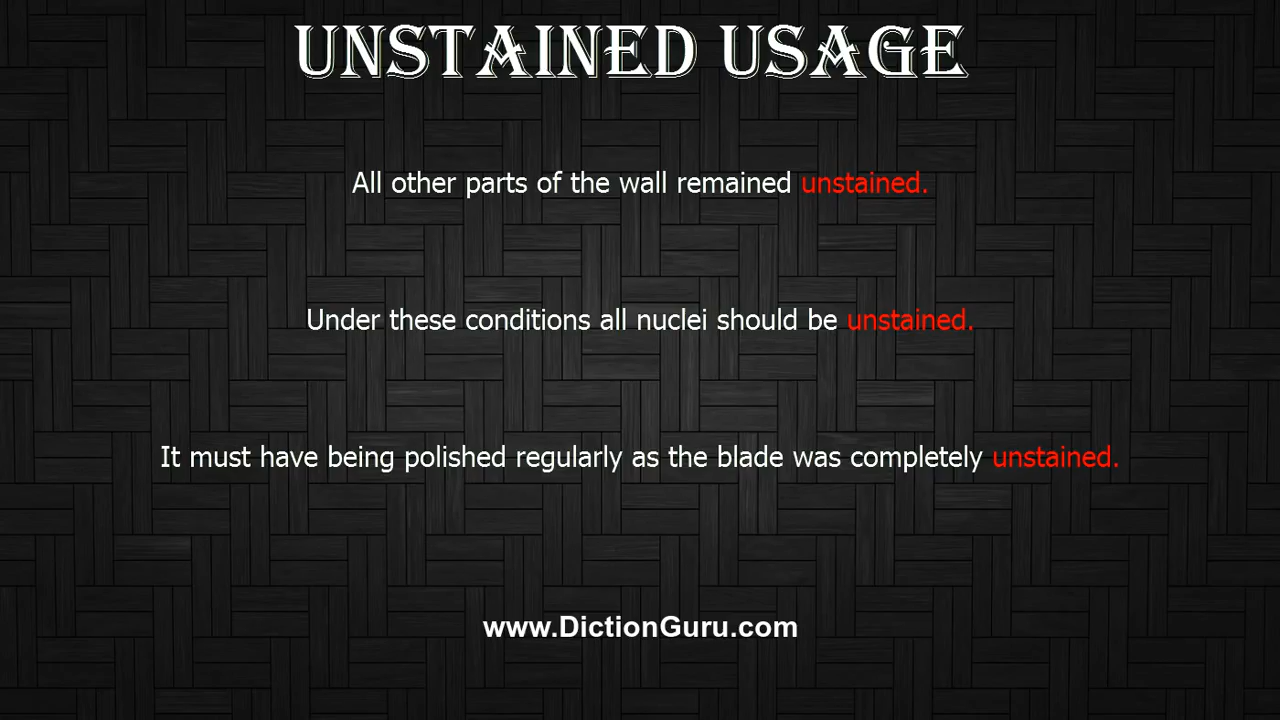 UNSTAINED USAGE
All other parts of the wall remained unstained.
Under these conditions all nuclei should be unstained.
It must have being polished regularly as the blade was completely unstained.
www.DictionGuru.com